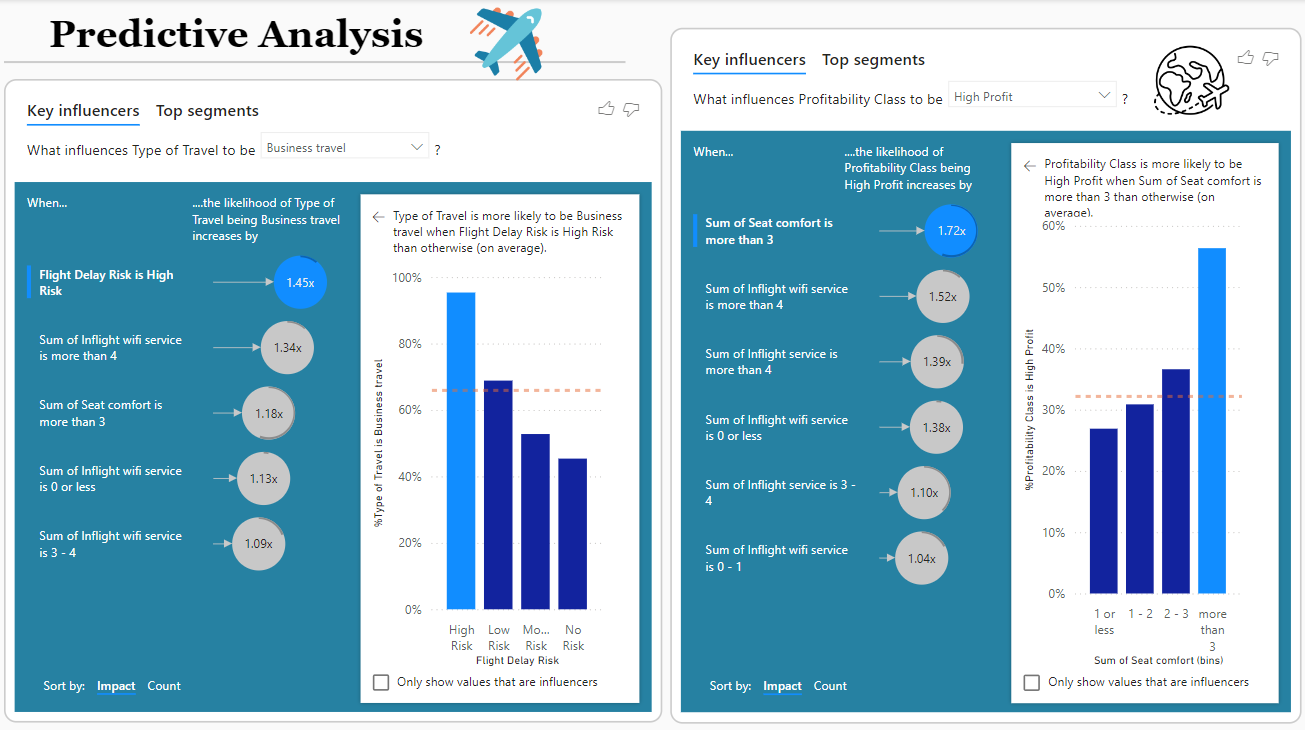 Predictive Analysis
Key influencers Top segments
What influences Type of Travel to be Business travel ?
When...
....the likelihood of Type of
Travel being Business travel
increases by
Flight Delay Risk is High
Risk
1.45x
Sum of Inflight wifi service
is more than 4
1.34x
Sum of Seat comfort is
more than 3
1.18x
Sum of Inflight wifi service
is 0 or less
1.13x
Sum of Inflight wifi service
is 3 - 4
1.09x
Sort by: Impact Count
Type of Travel is more likely to be Business
travel when Flight Delay Risk is High Risk
than otherwise (on average).
%Type of Travel is Business travel
100%
80%
60%
40%
20%
0%
High
Risk
Low
Risk
Mo...
Risk
No
Risk
Flight Delay Risk
Only show values that are influencers
Key influencers Top segments
What influences Profitability Class to be High Profit ?
When...
....the likelihood of
Profitability Class being
High Profit increases by
Sum of Seat comfort is
more than 3
1.72x
Sum of Inflight wifi service
is more than 4
1.52x
Sum of Inflight service is
more than 4
1.39x
Sum of Inflight wifi service
is 0 or less
1.38x
Sum of Inflight service is 3 -
4
1.10x
Sum of Inflight wifi service
is 0 - 1
1.04x
Sort by: Impact Count
Profitability Class is more likely to be
High Profit when Sum of Seat comfort is
more than 3 than otherwise (on
average).
%Profitability Class is High Profit
60%
50%
40%
30%
20%
10%
0%
1 or
less
1 - 2
2 - 3
more
than
3
Sum of Seat comfort (bins)
Only show values that are influencers